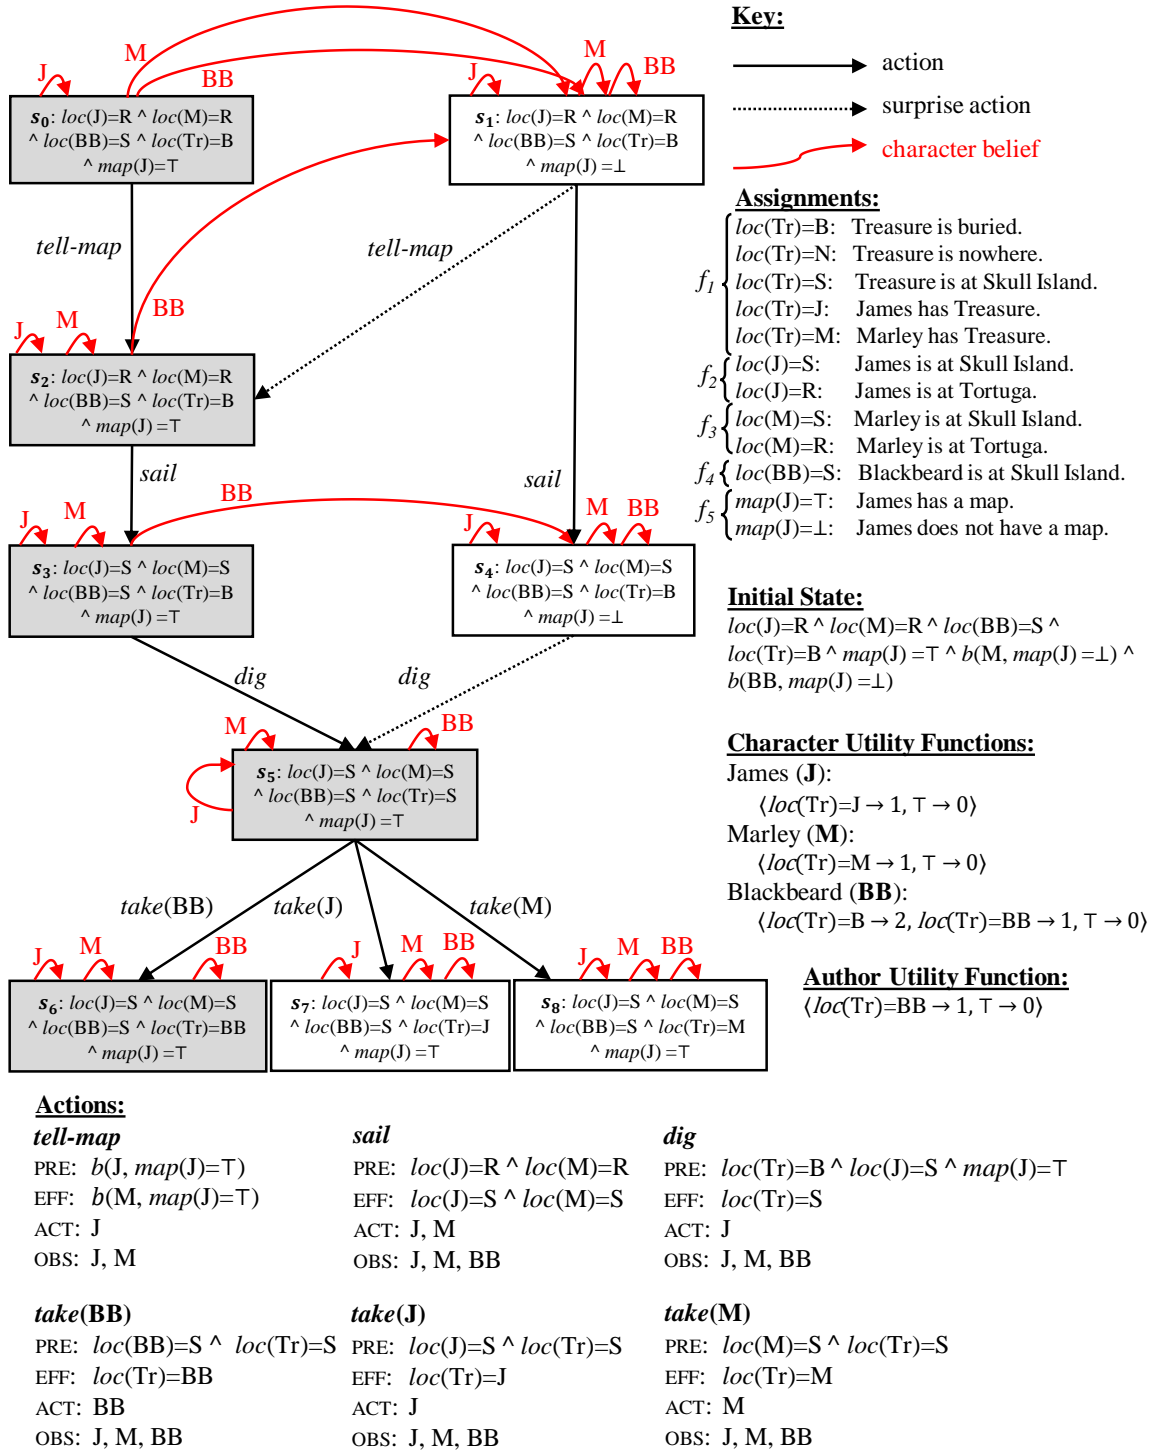 Key:
action
surprise action
character belief
J
M
BB
J
M
BB
s₀: loc(J)=R ^ loc(M)=R
^ loc(BB)=S ^ loc(Tr)=B
^ map(J)=⊤
s₁: loc(J)=R ^ loc(M)=R
^ loc(BB)=S ^ loc(Tr)=B
^ map(J) =⊥
tell-map
tell-map
BB
J
M
s₂: loc(J)=R ^ loc(M)=R
^ loc(BB)=S ^ loc(Tr)=B
^ map(J) =⊤
sail
sail
BB
J
M
J
M
BB
s₃: loc(J)=S ^ loc(M)=S
^ loc(BB)=S ^ loc(Tr)=B
^ map(J) =⊤
s₄: loc(J)=S ^ loc(M)=S
^ loc(BB)=S ^ loc(Tr)=B
^ map(J) =⊥
dig
dig
M
BB
J
s₅: loc(J)=S ^ loc(M)=S
^ loc(BB)=S ^ loc(Tr)=S
^ map(J) =⊤
take(BB)
take(J)
take(M)
J
M
BB
J
M
BB
J
M
BB
s₆: loc(J)=S ^ loc(M)=S
^ loc(BB)=S ^ loc(Tr)=BB
^ map(J) =⊤
s₇: loc(J)=S ^ loc(M)=S
^ loc(BB)=S ^ loc(Tr)=J
^ map(J) =⊤
s₈: loc(J)=S ^ loc(M)=S
^ loc(BB)=S ^ loc(Tr)=M
^ map(J) =⊤
Assignments:
f₁
loc(Tr)=B: Treasure is buried.
loc(Tr)=N: Treasure is nowhere.
loc(Tr)=S: Treasure is at Skull Island.
loc(Tr)=J: James has Treasure.
loc(Tr)=M: Marley has Treasure.
f₂
loc(J)=S: James is at Skull Island.
loc(J)=R: James is at Tortuga.
f₃
loc(M)=S: Marley is at Skull Island.
loc(M)=R: Marley is at Tortuga.
f₄
loc(BB)=S: Blackbeard is at Skull Island.
f₅
map(J)=⊤: James has a map.
map(J)=⊥: James does not have a map.
Initial State:
loc(J)=R ^ loc(M)=R ^ loc(BB)=S ^
loc(Tr)=B ^ map(J) =⊤ ^ b(M, map(J) =⊥) ^
b(BB, map(J) =⊥)
Character Utility Functions:
James (J):
⟨loc(Tr)=J → 1, ⊤ → 0⟩
Marley (M):
⟨loc(Tr)=M → 1, ⊤ → 0⟩
Blackbeard (BB):
⟨loc(Tr)=B → 2, loc(Tr)=BB → 1, ⊤ → 0⟩
Author Utility Function:
⟨loc(Tr)=BB → 1, ⊤ → 0⟩
Actions:
tell-map
PRE: b(J, map(J)=⊤)
EFF: b(M, map(J)=⊤)
ACT: J
OBS: J, M
sail
PRE: loc(J)=R ^ loc(M)=R
EFF: loc(J)=S ^ loc(M)=S
ACT: J, M
OBS: J, M, BB
dig
PRE: loc(Tr)=B ^ loc(J)=S ^ map(J)=⊤
EFF: loc(Tr)=S
ACT: J
OBS: J, M, BB
take(BB)
PRE: loc(BB)=S ^ loc(Tr)=S
EFF: loc(Tr)=BB
ACT: BB
OBS: J, M, BB
take(J)
PRE: loc(J)=S ^ loc(Tr)=S
EFF: loc(Tr)=J
ACT: J
OBS: J, M, BB
take(M)
PRE: loc(M)=S ^ loc(Tr)=S
EFF: loc(Tr)=M
ACT: M
OBS: J, M, BB